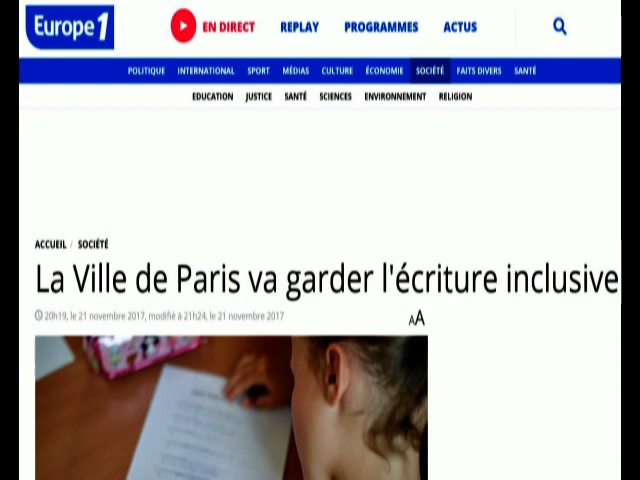 Europe 1
EN DIRECT REPLAY PROGRAMMES ACTUS
POLITIQUE INTERNATIONAL SPORT MÉDIAS CULTURE ÉCONOMIE SOCIÉTÉ FAITS DIVERS SANTÉ
EDUCATION JUSTICE SANTÉ SCIENCES ENVIRONNEMENT RELIGION
ACCUEIL / SOCIÉTÉ
La Ville de Paris va garder l'écriture inclusive
20h19, le 21 novembre 2017, modifié à 21h24, le 21 novembre 2017
AA